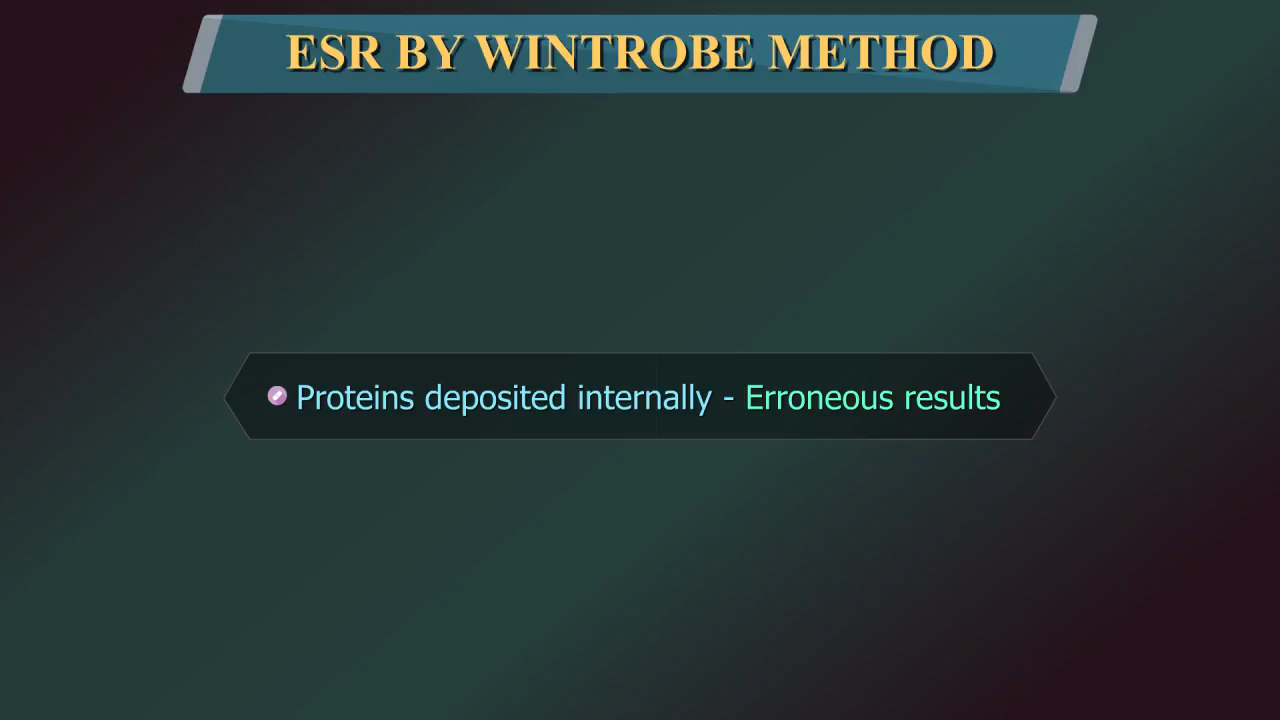 ESR BY WINTROBE METHOD
Proteins deposited internally - Erroneous results